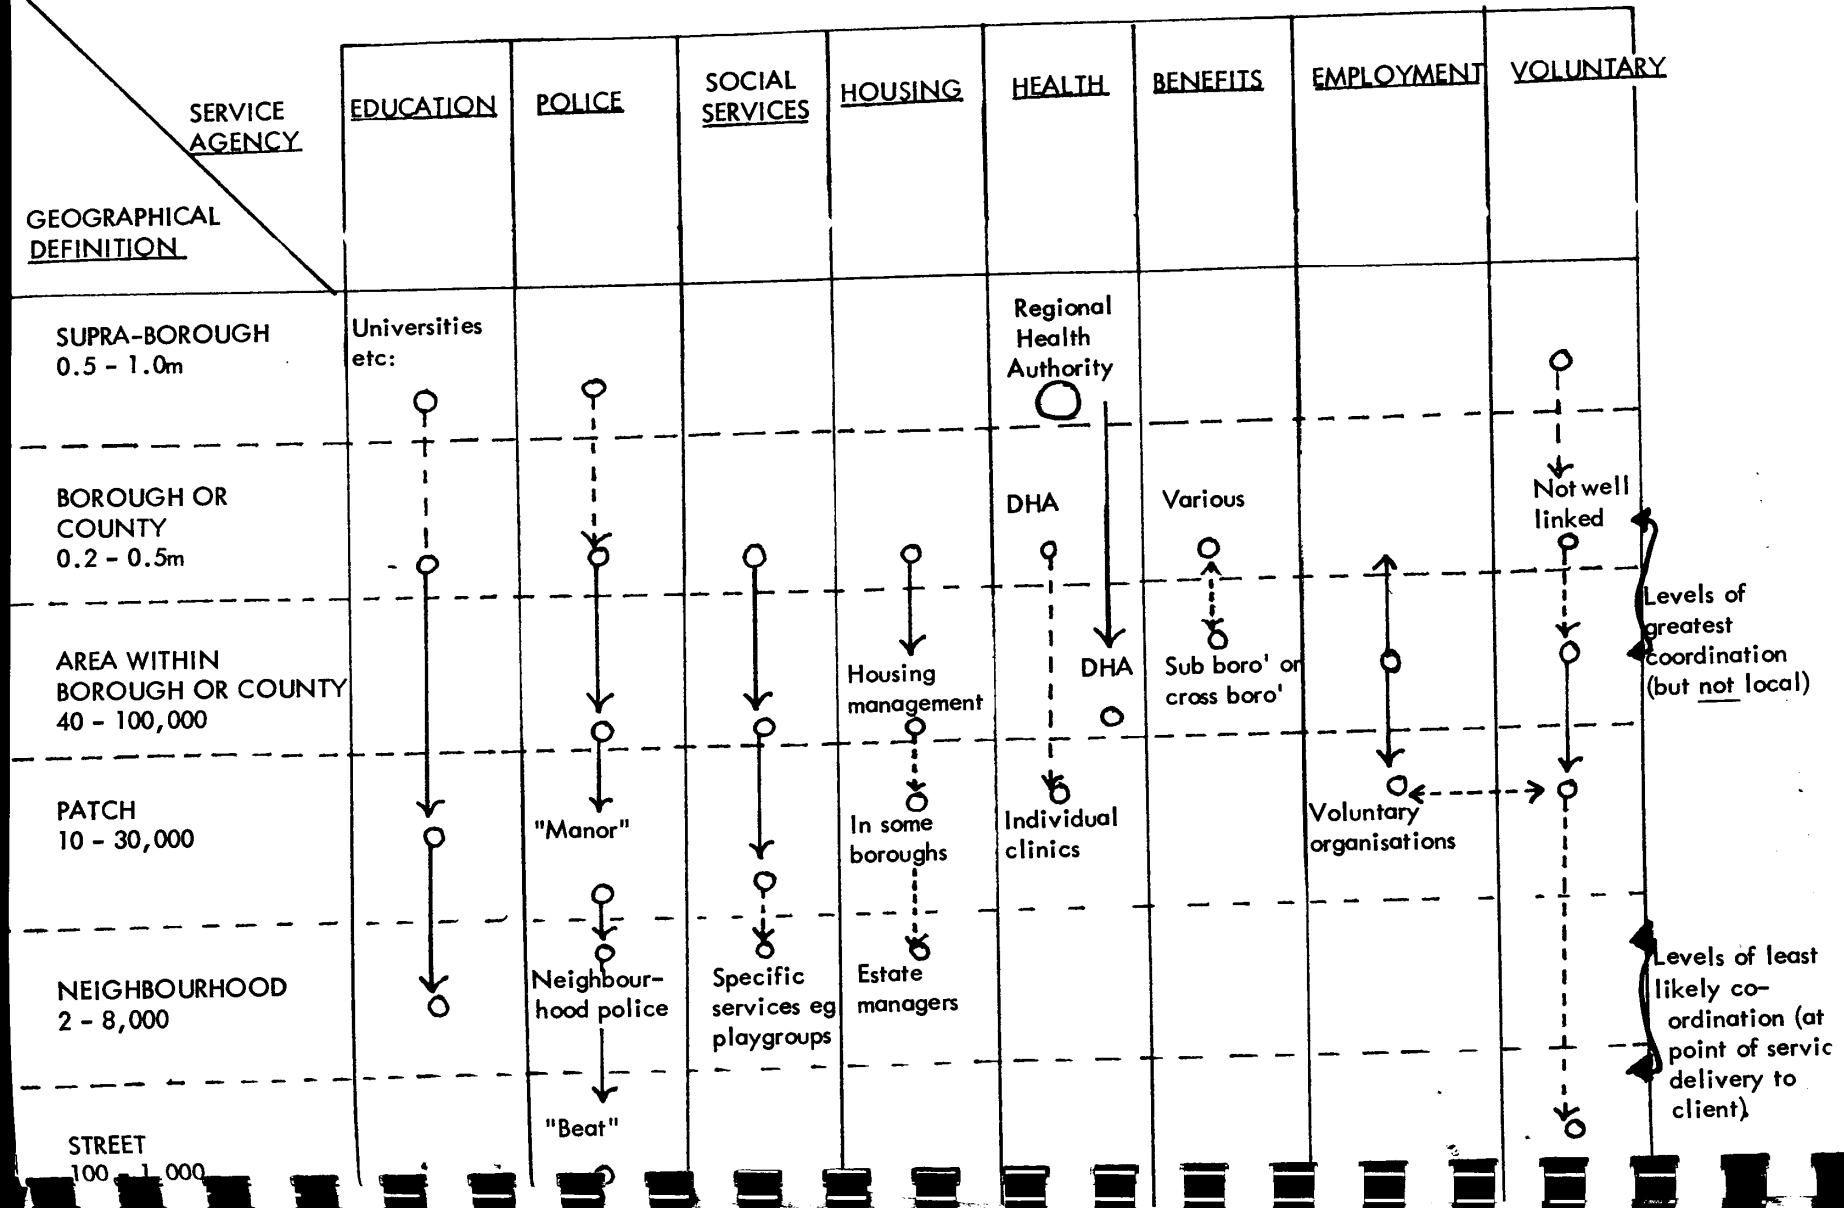 SERVICE
AGENCY
GEOGRAPHICAL
DEFINITION
EDUCATION
POLICE
SOCIAL
SERVICES
HOUSING
HEALTH
BENEFITS
EMPLOYMENT
VOLUNTARY
SUPRA-BOROUGH
0.5 - 1.0m
Universities
etc:
Regional
Health
Authority
BOROUGH OR
COUNTY
0.2 - 0.5m
DHA
Various
Not well
linked
AREA WITHIN
BOROUGH OR COUNTY
40 - 100,000
Housing
management
DHA
Sub boro' or
cross boro'
Levels of
greatest
coordination
(but not local)
PATCH
10 - 30,000
"Manor"
In some
boroughs
Individual
clinics
Voluntary
organisations
NEIGHBOURHOOD
2 - 8,000
Neighbour-
hood police
Specific
services eg
playgroups
Estate
managers
Levels of least
likely co-
ordination (at
point of servic
delivery to
client)
STREET
100 - 1 000
"Beat"